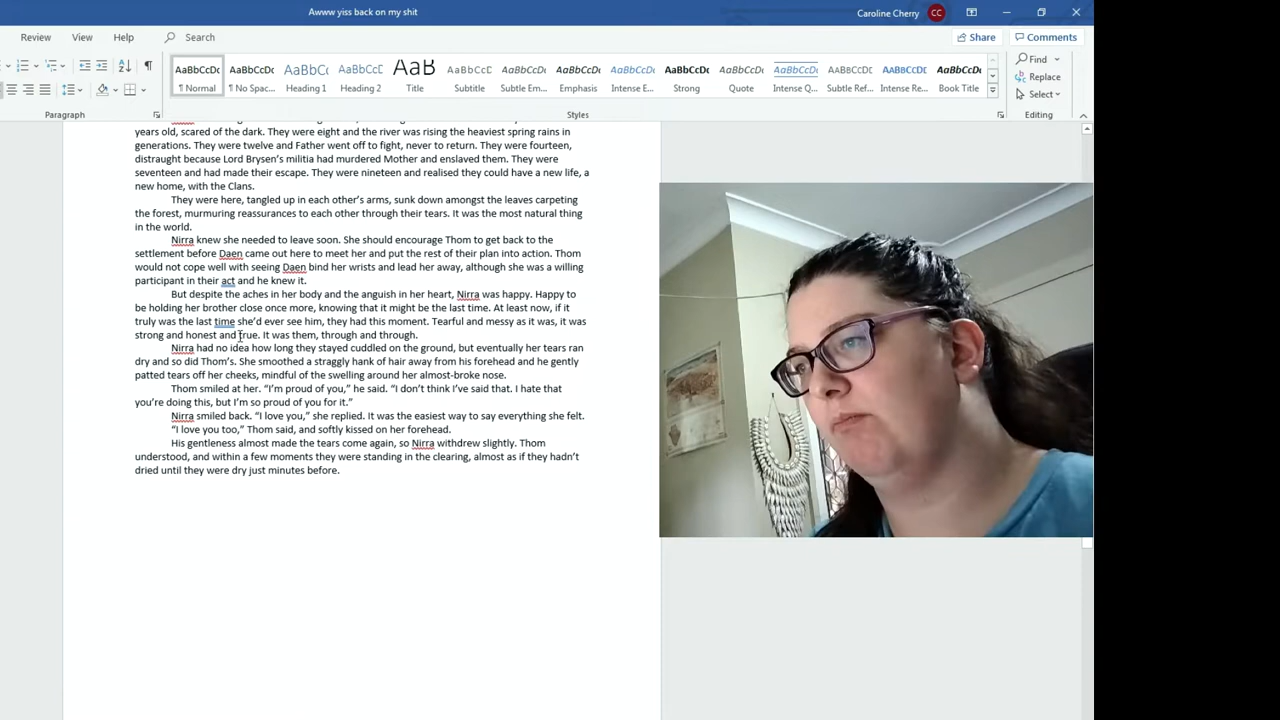 Awww yiss back on my shit
Caroline Cherry CC
Review View Help Search Share Comments
AaBbCcDc AaBbCcDc AaBbCc AaBbCcC AaB AaBbCcC AaBbCcDc AaBbCcDc AaBbCcDc AaBbCcDc AaBbCcDc AaBbCcDc AaBbCcDc AaBbCcDc AaBbCcDc
¶ Normal ¶ No Spac... Heading 1 Heading 2 Title Subtitle Subtle Em... Emphasis Intense E... Strong Quote Intense Q... Subtle Ref... Intense Re... Book Title
Find
Replace
Select
Paragraph Styles Editing
years old, scared of the dark. They were eight and the river was rising the heaviest spring rains in
generations. They were twelve and Father went off to fight, never to return. They were fourteen,
distraught because Lord Brysen's militia had murdered Mother and enslaved them. They were
seventeen and had made their escape. They were nineteen and realised they could have a new life, a
new home, with the Clans.
They were here, tangled up in each other's arms, sunk down amongst the leaves carpeting
the forest, murmuring reassurances to each other through their tears. It was the most natural thing
in the world.
Nirra knew she needed to leave soon. She should encourage Thom to get back to the
settlement before Daen came out here to meet her and put the rest of their plan into action. Thom
would not cope well with seeing Daen bind her wrists and lead her away, although she was a willing
participant in their act and he knew it.
But despite the aches in her body and the anguish in her heart, Nirra was happy. Happy to
be holding her brother close once more, knowing that it might be the last time. At least now, if it
truly was the last time she'd ever see him, they had this moment. Tearful and messy as it was, it was
strong and honest and true. It was them, through and through.
Nirra had no idea how long they stayed cuddled on the ground, but eventually her tears ran
dry and so did Thom's. She smoothed a straggly hank of hair away from his forehead and he gently
patted tears off her cheeks, mindful of the swelling around her almost-broke nose.
Thom smiled at her. "I'm proud of you," he said. "I don't think I've said that. I hate that
you're doing this, but I'm so proud of you for it."
Nirra smiled back. "I love you," she replied. It was the easiest way to say everything she felt.
"I love you too," Thom said, and softly kissed on her forehead.
His gentleness almost made the tears come again, so Nirra withdrew slightly. Thom
understood, and within a few moments they were standing in the clearing, almost as if they hadn't
dried until they were dry just minutes before.